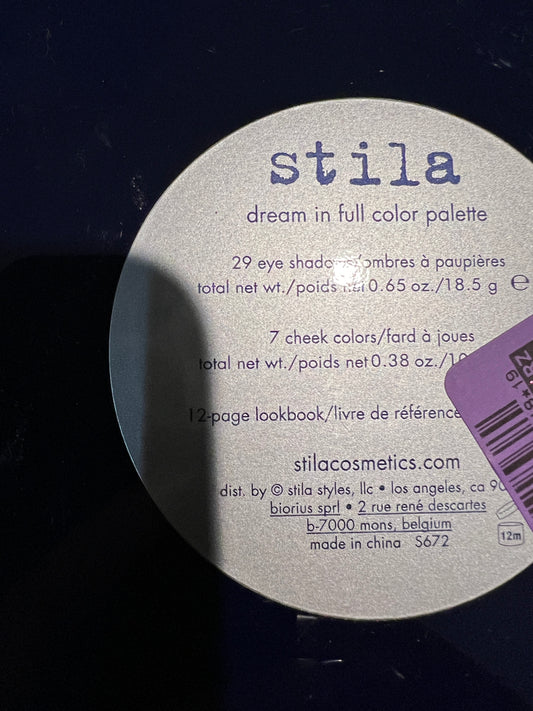 stila
dream in full color palette
29 eye shadows/ombres à paupières
total net wt./poids net 0.65 oz./18.5 g ℮
7 cheek colors/fard à joues
total net wt./poids net 0.38 oz./
12-page lookbook/livre de référence
stilacosmetics.com
dist. by © stila styles, llc • los angeles, ca
biorius sprl • 2 rue rené descartes
b-7000 mons, belgium
made in china S672
12m